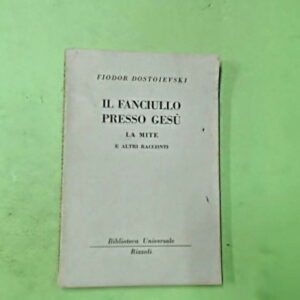 FIODOR DOSTOIEVSKI
IL FANCIULLO
PRESSO GESÙ
LA MITE
E ALTRI RACCONTI
Biblioteca Universale
Rizzoli